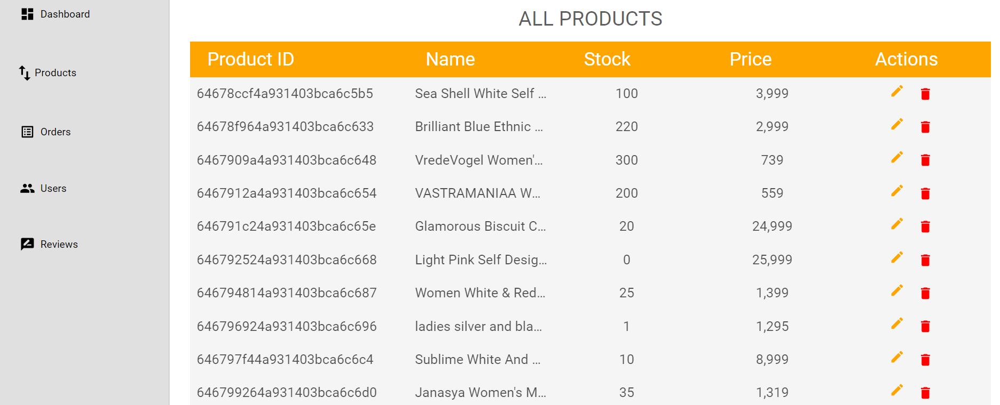 Dashboard
Products
Orders
Users
Reviews
ALL PRODUCTS
Product ID Name Stock Price Actions
64678ccf4a931403bca6c5b5 Sea Shell White Self ... 100 3,999
64678f964a931403bca6c633 Brilliant Blue Ethnic ... 220 2,999
6467909a4a931403bca6c648 VredeVogel Women'... 300 739
6467912a4a931403bca6c654 VASTRAMANIAA W... 200 559
646791c24a931403bca6c65e Glamorous Biscuit C... 20 24,999
646792524a931403bca6c668 Light Pink Self Desig... 0 25,999
646794814a931403bca6c687 Women White & Red... 25 1,399
646796924a931403bca6c696 ladies silver and bla... 1 1,295
646797f44a931403bca6c6c4 Sublime White And ... 10 8,999
646799264a931403bca6c6d0 Janasya Women's M... 35 1,319